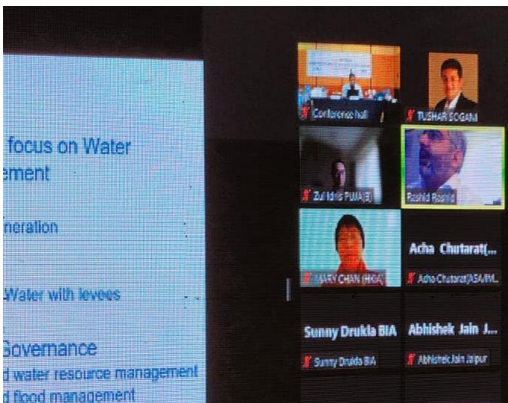 focus on Water
ement
neration
Water with levees
Governance
d water resource management
d flood management
Conference hall
TUSHAR SOGANI
Zul Idris PUMA(B)
Rashid Rashid
MARY CHAN (HKIA)
Acha Chutarat(...
Acha Chutarat(ASA/IM...
Sunny Drukla BIA
Sunny Drukla BIA
Abhishek Jain J...
Abhishek Jain Jaipur